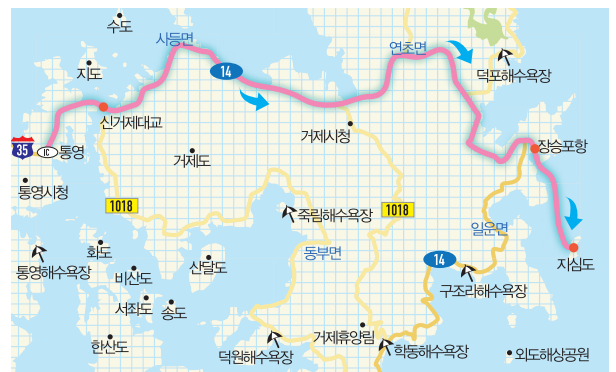 수도
사등면
연초면
지도
14
덕포해수욕장
신거제대교
거제시청
35
IC
통영
거제도
장승포항
통영시청
1018
죽림해수욕장
1018
일운면
동부면
지심도
화도
통영해수욕장
비산도
산달도
14
구조리해수욕장
서좌도
송도
한산도
덕원해수욕장
거제휴양림
학동해수욕장
외도해상공원